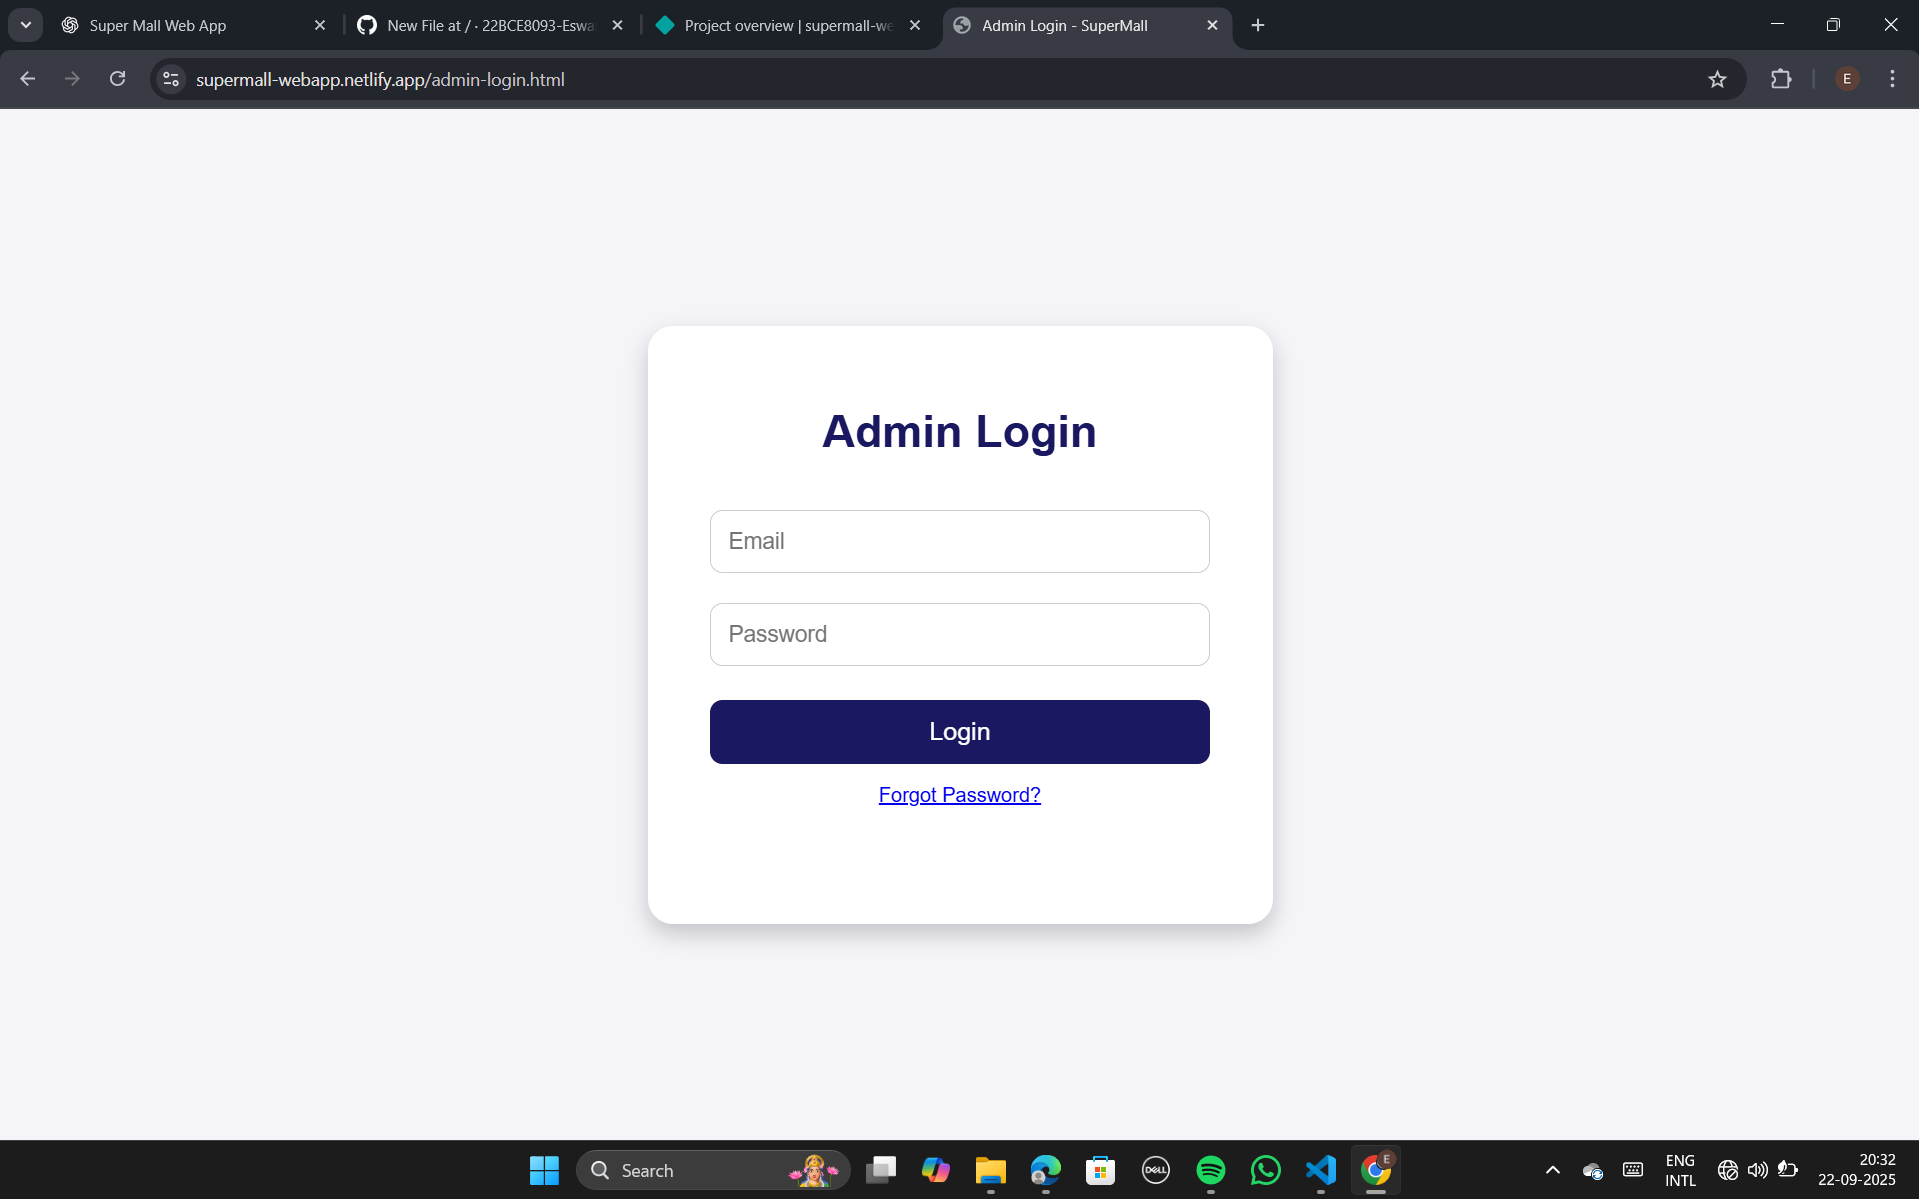 Super Mall Web App
New File at / · 22BCE8093-Eswa
Project overview | supermall-we
Admin Login - SuperMall
supermall-webapp.netlify.app/admin-login.html
E
Admin Login
Email
Password
Login
Forgot Password?
Search
DELL
E
ENG
INTL
20:32
22-09-2025